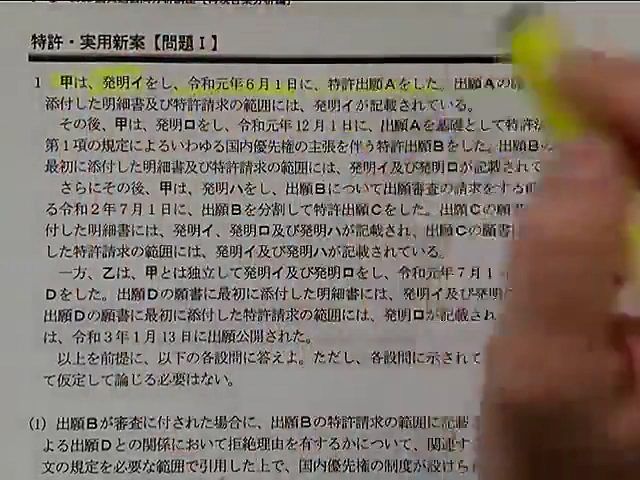 特許・実用新案【問題Ⅰ】
1 甲は、発明イをし、令和元年6月1日に、特許出願Aをした。出願Aの
添付した明細書及び特許請求の範囲には、発明イが記載されている。
その後、甲は、発明ロをし、令和元年12月1日に、出願Aを基礎として特許
第1項の規定によるいわゆる国内優先権の主張を伴う特許出願Bをした。出願Bの
最初に添付した明細書及び特許請求の範囲には、発明イ及び発明ロが記載されて
さらにその後、甲は、発明ハをし、出願Bについて出願審査の請求をする前
る令和2年7月1日に、出願Bを分割して特許出願Cをした。出願Cの願書
付した明細書には、発明イ、発明ロ及び発明ハが記載され、出願Cの願書
した特許請求の範囲には、発明イ及び発明ハが記載されている。
一方、乙は、甲とは独立して発明イ及び発明ロをし、令和元年7月1
Dをした。出願Dの願書に最初に添付した明細書には、発明イ及び発明
出願Dの願書に最初に添付した特許請求の範囲には、発明ロが記載され
は、令和3年1月13日に出願公開された。
以上を前提に、以下の各設問に答えよ。ただし、各設問に示されて
て仮定して論じる必要はない。
(1) 出願Bが審査に付された場合に、出願Bの特許請求の範囲に記載
よる出願Dとの関係において拒絶理由を有するかについて、関連す
文の規定を必要な範囲で引用した上で、国内優先権の制度が設けら